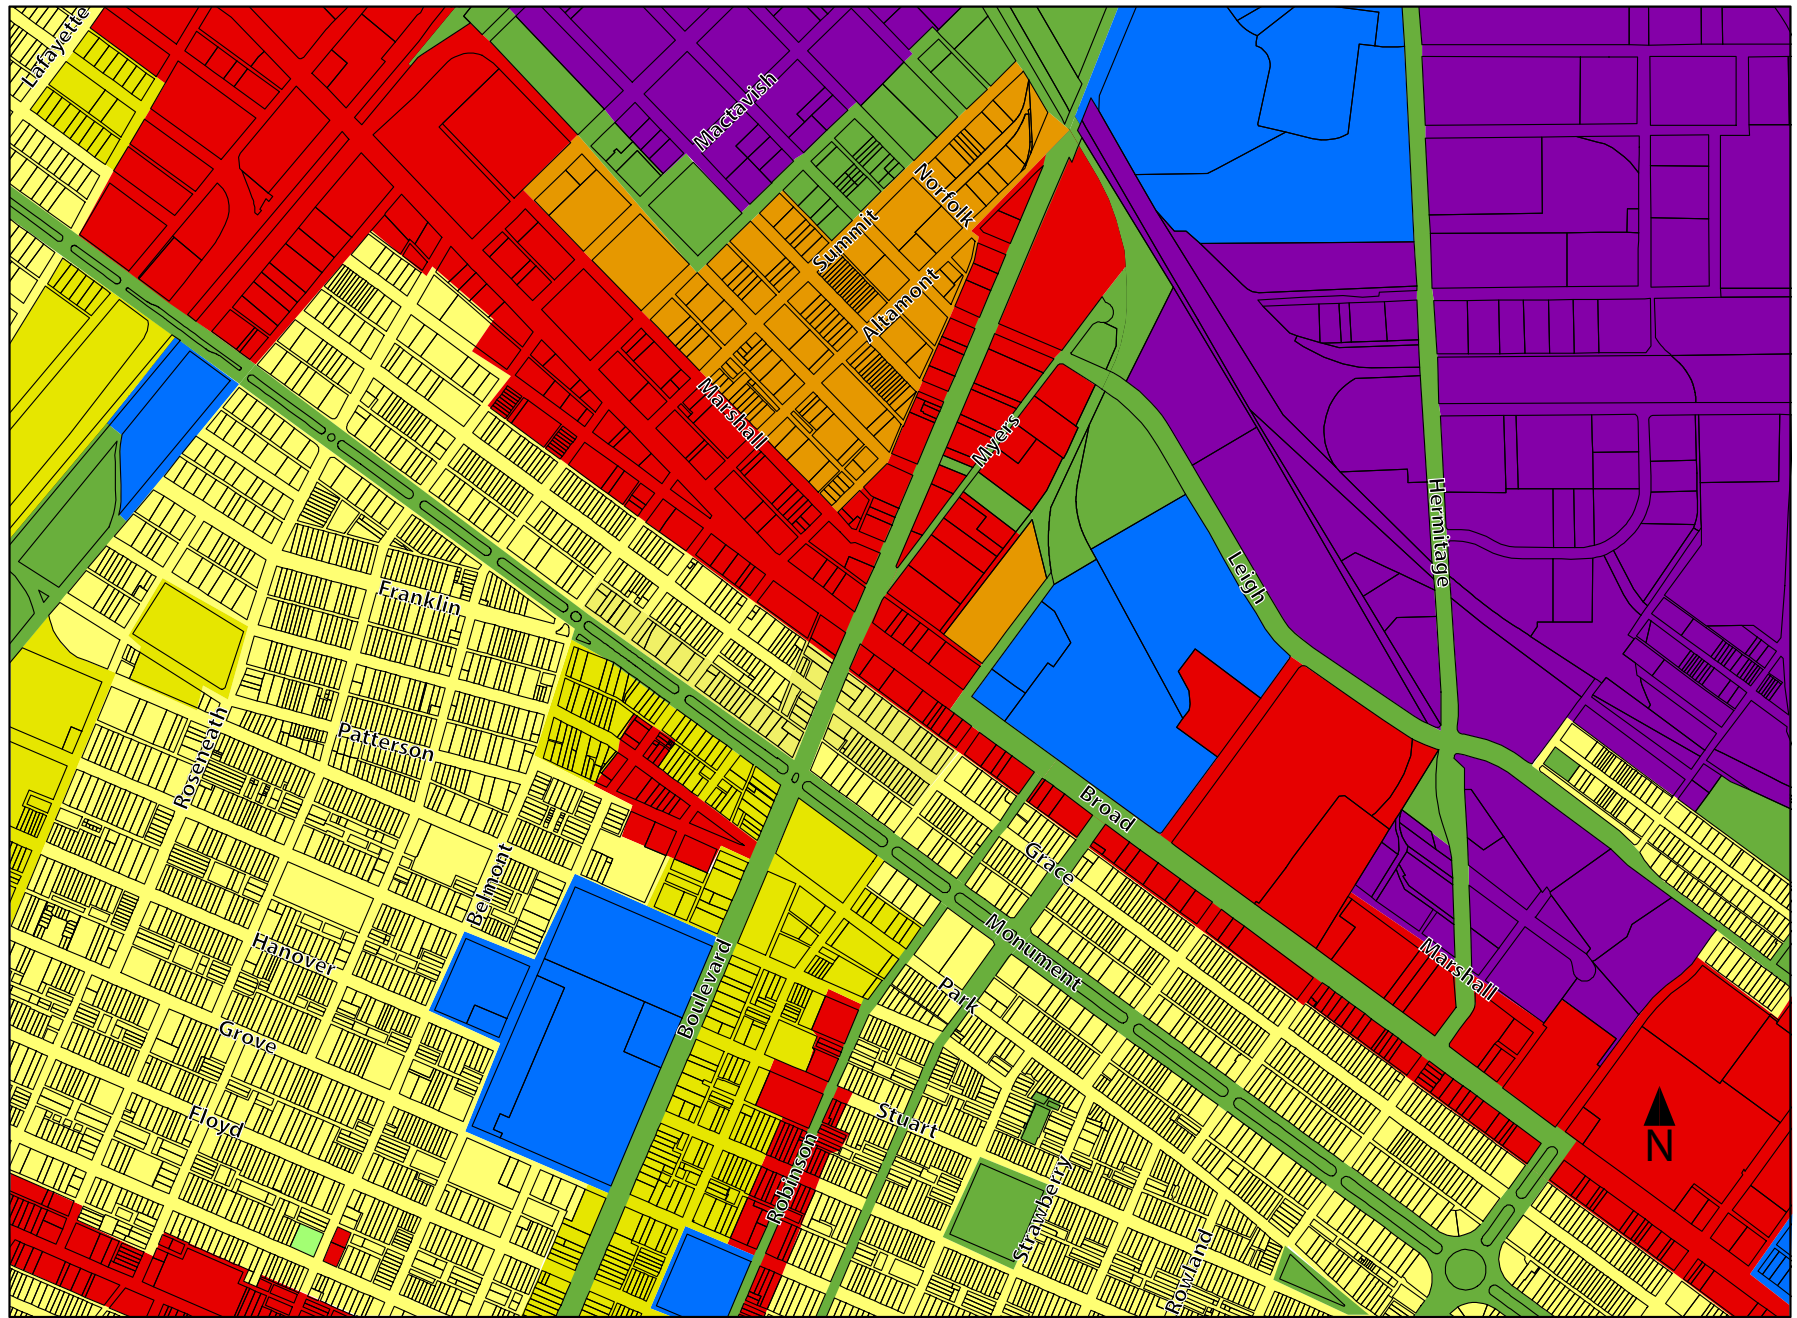 Lafayette
Mactavish
Norfolk
Summit
Altamont
Marshall
Myers
Hermitage
Leigh
Franklin
Roseneath
Patterson
Broad
Grace
Belmont
Hanover
Boulevard
Monument
Marshall
Park
Grove
Floyd
Stuart
N
Robinson
Strawberry
Rowland